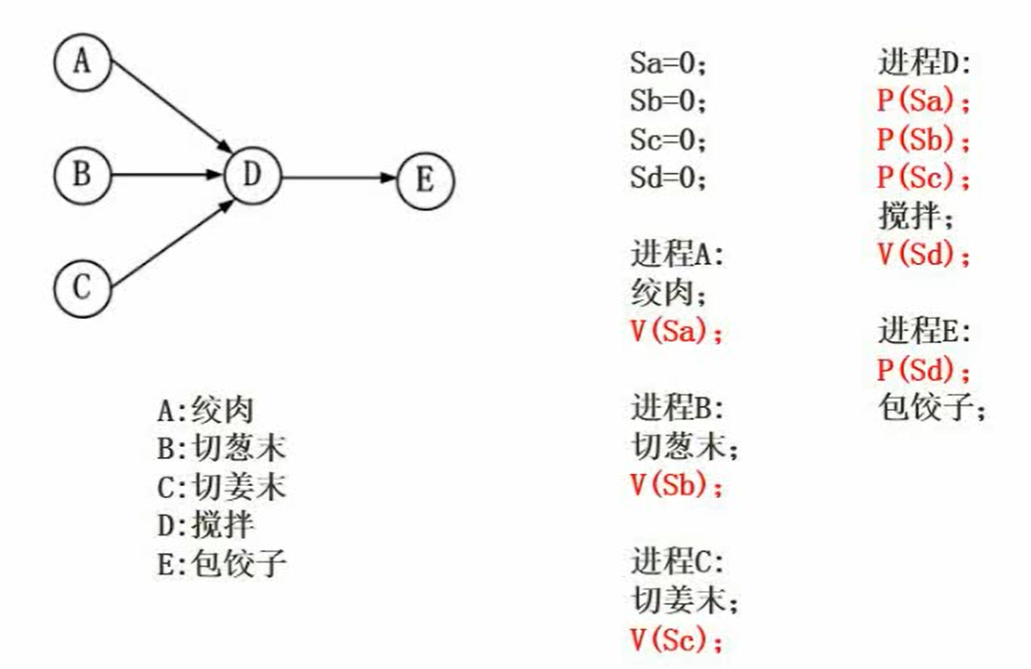 A
B
C
D
E
A:绞肉
B:切葱末
C:切姜末
D:搅拌
E:包饺子
Sa=0;
Sb=0;
Sc=0;
Sd=0;
进程A:
绞肉;
V(Sa);
进程B:
切葱末;
V(Sb);
进程C:
切姜末;
V(Sc);
进程D:
P(Sa);
P(Sb);
P(Sc);
搅拌;
V(Sd);
进程E:
P(Sd);
包饺子;